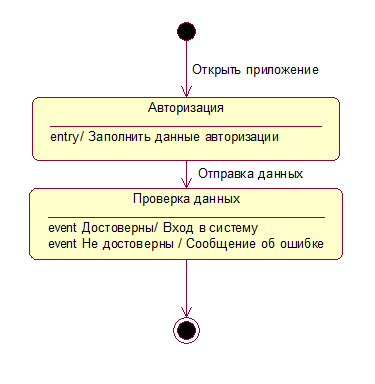 Открыть приложение
Авторизация
entry/ Заполнить данные авторизации
Отправка данных
Проверка данных
event Достоверны/ Вход в систему
event Не достоверны / Сообщение об ошибке